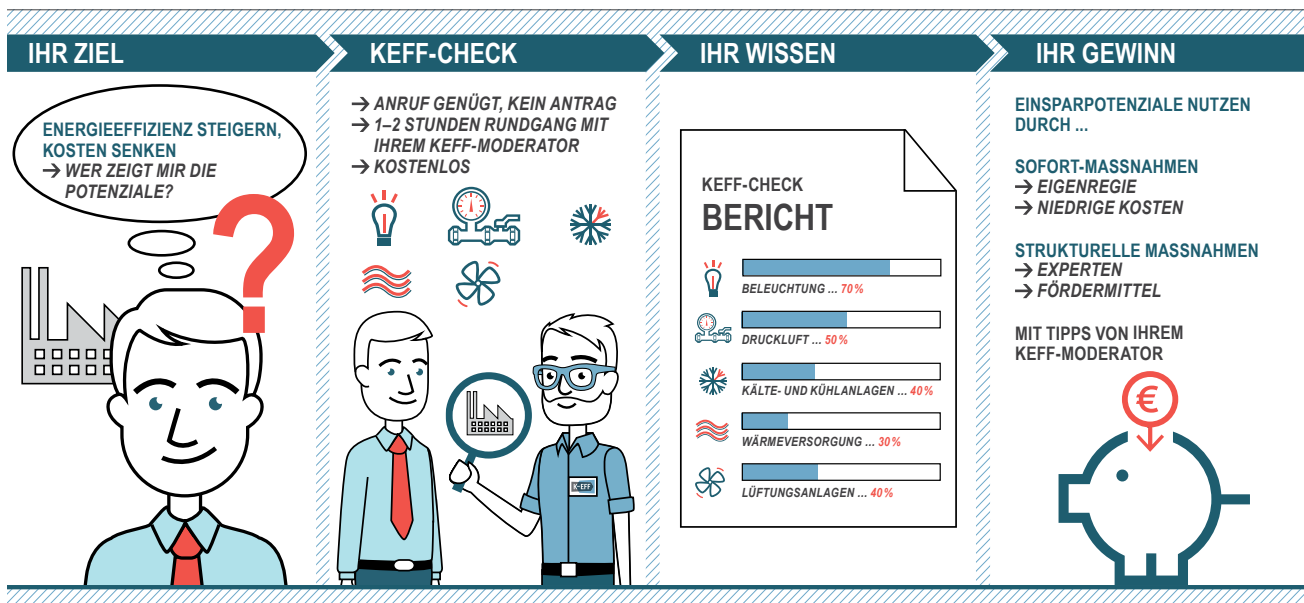 IHR ZIEL
ENERGIEEFFIZIENZ STEIGERN,
KOSTEN SENKEN
→ WER ZEIGT MIR DIE
POTENZIALE?
?
KEFF-CHECK
→ ANRUF GENÜGT, KEIN ANTRAG
→ 1–2 STUNDEN RUNDGANG MIT
IHREM KEFF-MODERATOR
→ KOSTENLOS
K-EFF
IHR WISSEN
KEFF-CHECK
BERICHT
BELEUCHTUNG ... 70%
DRUCKLUFT ... 50%
KÄLTE- UND KÜHLANLAGEN ... 40%
WÄRMEVERSORGUNG ... 30%
LÜFTUNGSANLAGEN ... 40%
IHR GEWINN
EINSPARPOTENZIALE NUTZEN
DURCH ...
SOFORT-MASSNAHMEN
→ EIGENREGIE
→ NIEDRIGE KOSTEN
STRUKTURELLE MASSNAHMEN
→ EXPERTEN
→ FÖRDERMITTEL
MIT TIPPS VON IHREM
KEFF-MODERATOR
€